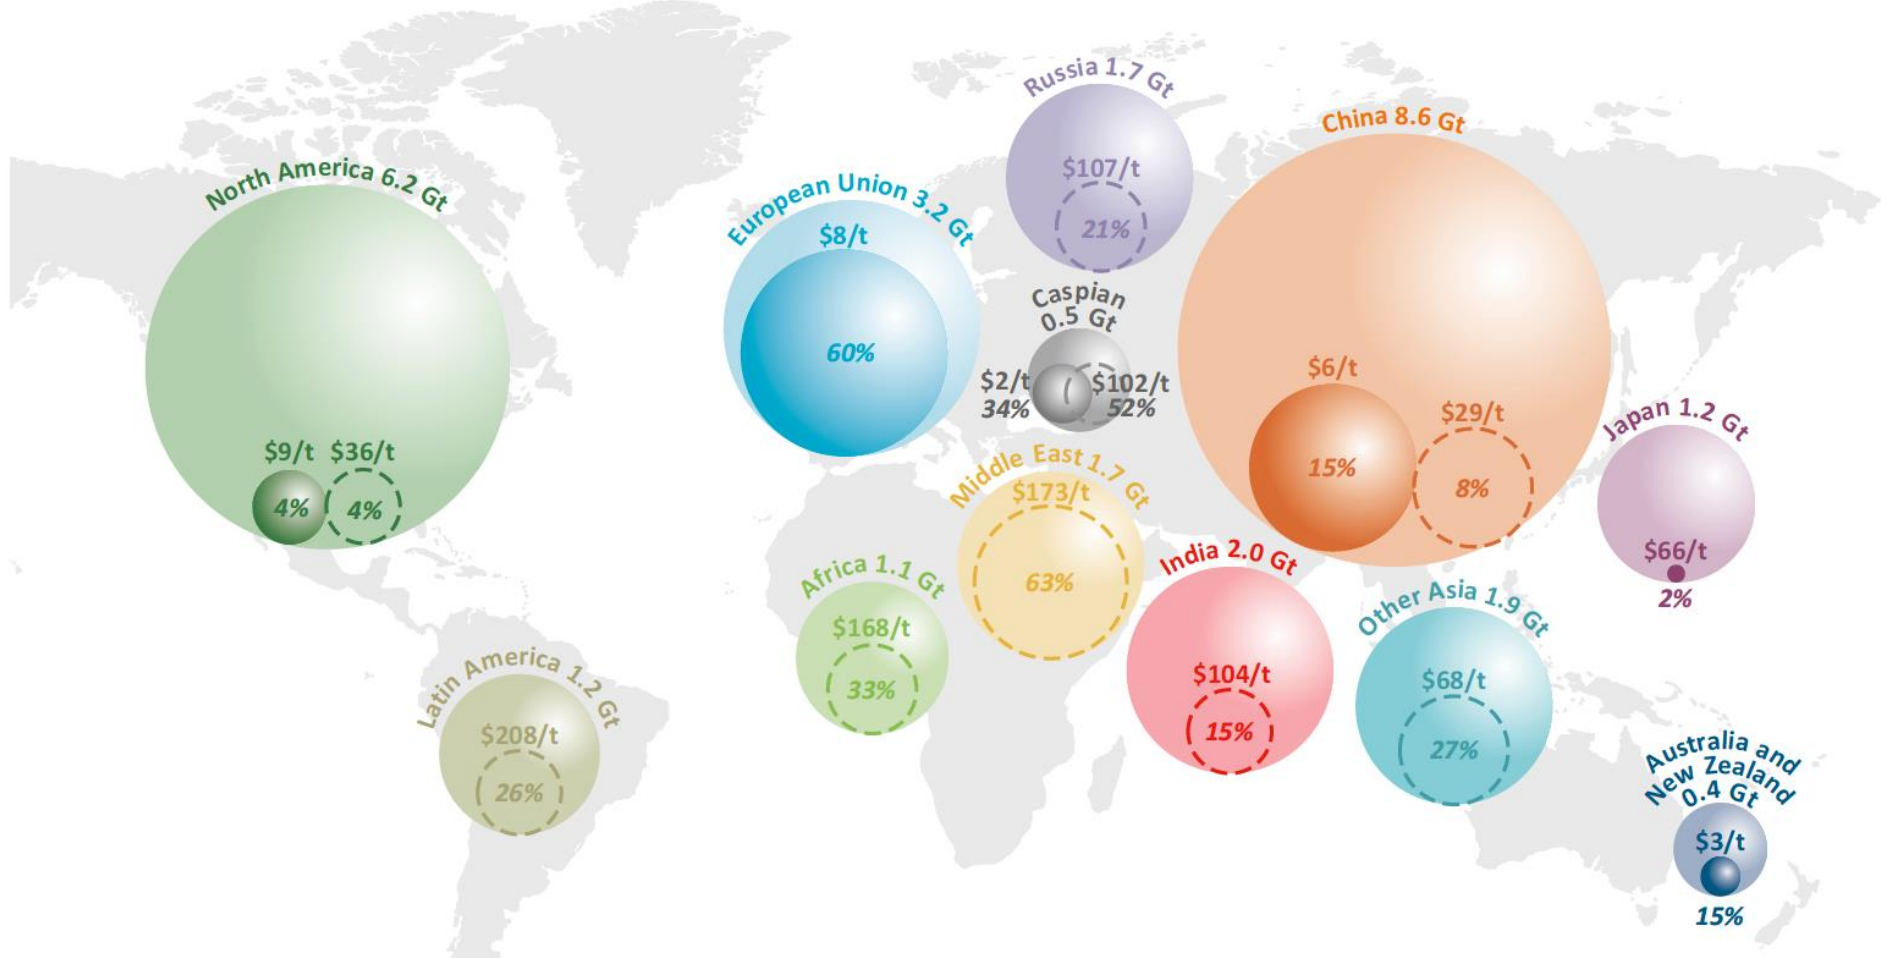 North America 6.2 Gt
$9/t
4%
$36/t
4%
Latin America 1.2 Gt
$208/t
26%
European Union 3.2 Gt
$8/t
60%
Russia 1.7 Gt
$107/t
21%
Caspian
0.5 Gt
$2/t
34%
$102/t
52%
Middle East 1.7 Gt
$173/t
63%
Africa 1.1 Gt
$168/t
33%
China 8.6 Gt
$6/t
15%
$29/t
8%
India 2.0 Gt
$104/t
15%
Japan 1.2 Gt
$66/t
2%
Other Asia 1.9 Gt
$68/t
27%
Australia and
New Zealand
0.4 Gt
$3/t
15%